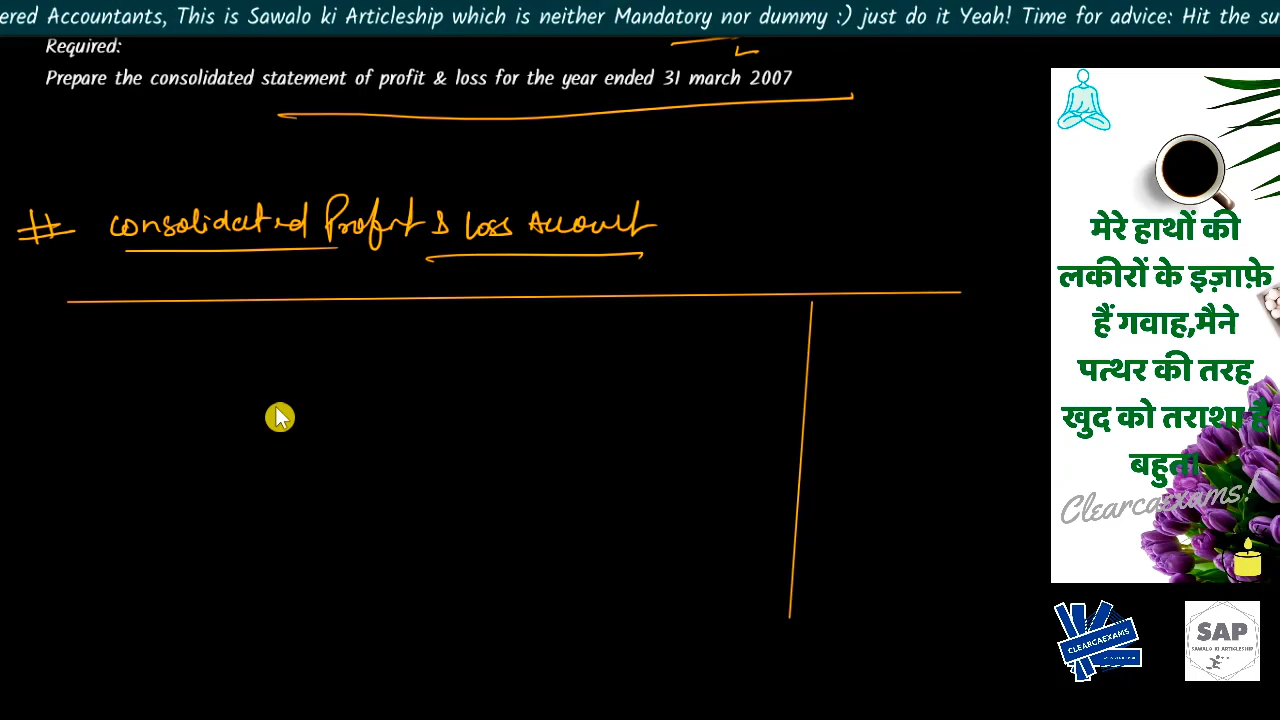 ered Accountants, This is Sawalo ki Articleship which is neither Mandatory nor dummy :) just do it Yeah! Time for advice: Hit the su
Required:
Prepare the consolidated statement of profit & loss for the year ended 31 march 2007
# Consolidated Profit & Loss Account
मेरे हाथों की
लकीरों के इज़ाफ़े
हैं गवाह,मैने
पत्थर की तरह
खुद को तराशा है
बहुत।
Clearcaexams!
CLEARCAEXAMS
SAP
SAWALO KI ARTICLESHIP